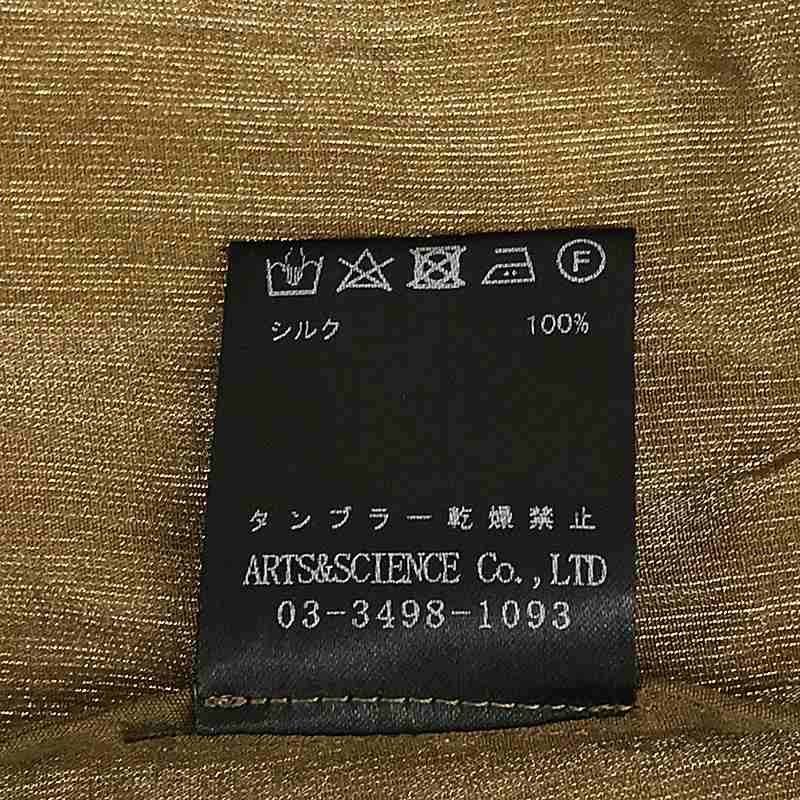 F
シルク 100%
タンブラー乾燥禁止
ARTS&SCIENCE Co.,LTD
03-3498-1093